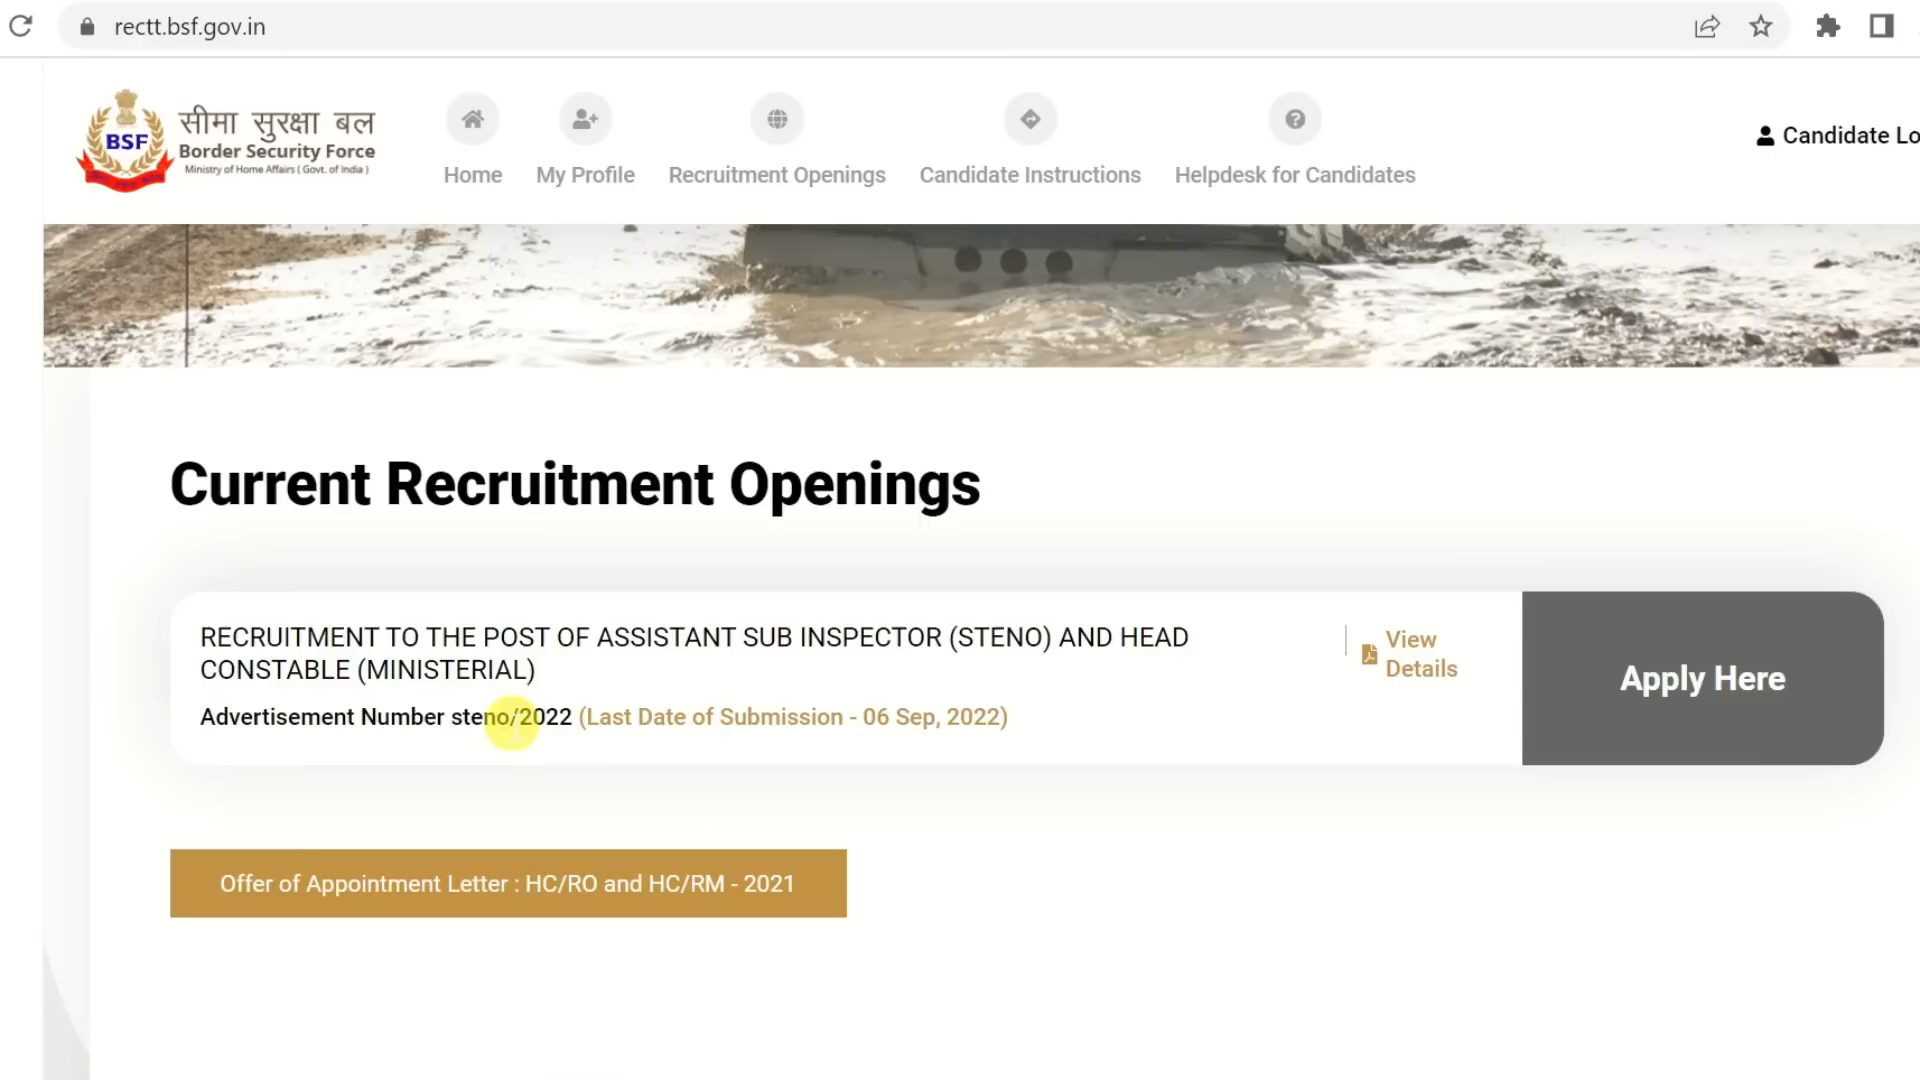 rectt.bsf.gov.in
BSF
सीमा सुरक्षा बल
Border Security Force
Ministry of Home Affairs ( Govt. of India )
Home
My Profile
Recruitment Openings
Candidate Instructions
Helpdesk for Candidates
Candidate Lo
Current Recruitment Openings
RECRUITMENT TO THE POST OF ASSISTANT SUB INSPECTOR (STENO) AND HEAD
CONSTABLE (MINISTERIAL)
Advertisement Number steno/2022 (Last Date of Submission - 06 Sep, 2022)
View
Details
Apply Here
Offer of Appointment Letter : HC/RO and HC/RM - 2021